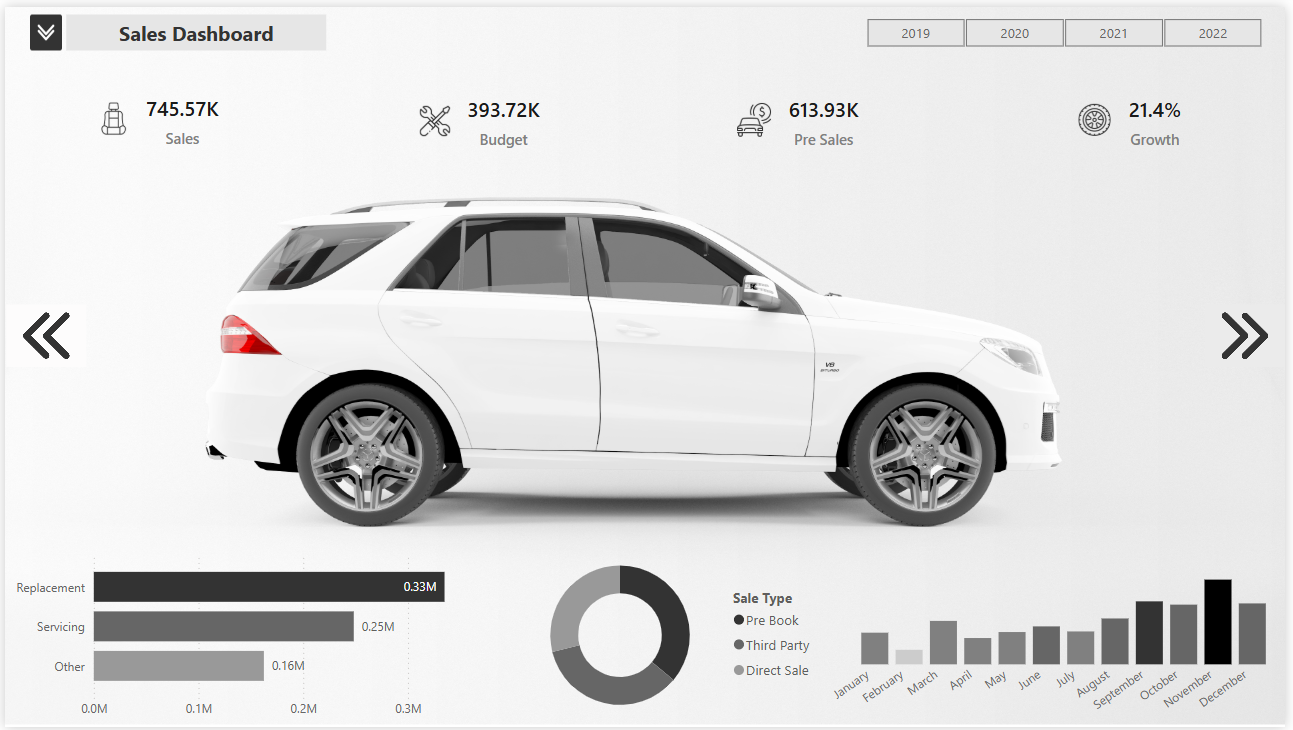 Sales Dashboard
2019
2020
2021
2022
745.57K
Sales
393.72K
Budget
613.93K
Pre Sales
21.4%
Growth
V8
BITURBO
Replacement
0.33M
Servicing
0.25M
Other
0.16M
0.0M
0.1M
0.2M
0.3M
Sale Type
Pre Book
Third Party
Direct Sale
January
February
March
April
May
June
July
August
September
October
November
December